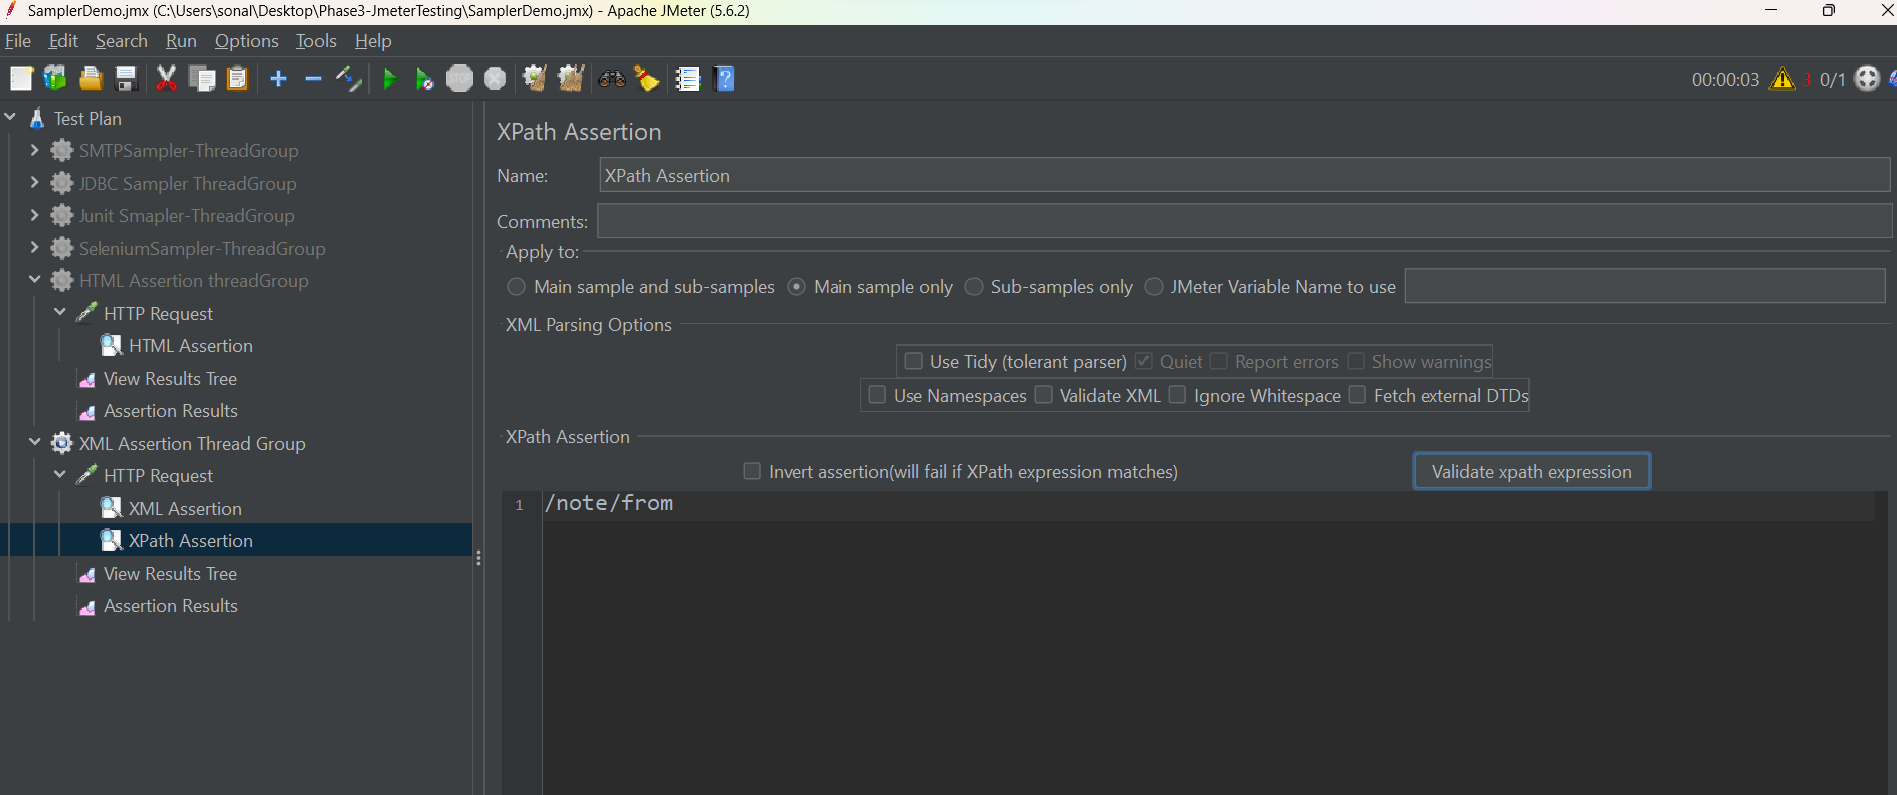 SamplerDemo.jmx (C:\Users\sonal\Desktop\Phase3-JmeterTesting\SamplerDemo.jmx) - Apache JMeter (5.6.2)
File Edit Search Run Options Tools Help
STOP ? 00:00:03 3 0/1
Test Plan
SMTPSampler-ThreadGroup
JDBC Sampler ThreadGroup
Junit Smapler-ThreadGroup
SeleniumSampler-ThreadGroup
HTML Assertion threadGroup
HTTP Request
HTML Assertion
View Results Tree
Assertion Results
XML Assertion Thread Group
HTTP Request
XML Assertion
XPath Assertion
View Results Tree
Assertion Results
XPath Assertion
Name: XPath Assertion
Comments:
Apply to:
Main sample and sub-samples Main sample only Sub-samples only JMeter Variable Name to use
XML Parsing Options
Use Tidy (tolerant parser) Quiet Report errors Show warnings
Use Namespaces Validate XML Ignore Whitespace Fetch external DTDs
XPath Assertion
Invert assertion(will fail if XPath expression matches) Validate xpath expression
1 /note/from